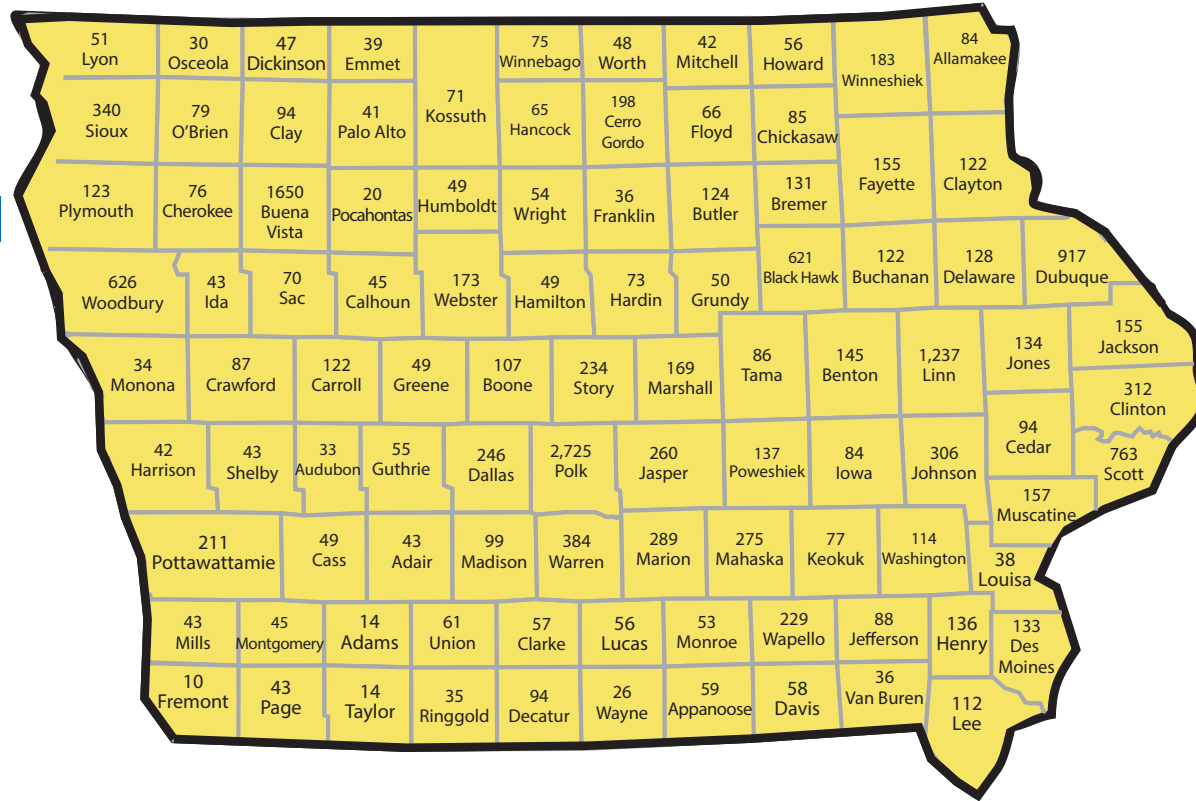 51
Lyon
30
Osceola
47
Dickinson
39
Emmet
71
Kossuth
75
Winnebago
48
Worth
42
Mitchell
56
Howard
183
Winneshiek
84
Allamakee
340
Sioux
79
O’Brien
94
Clay
41
Palo Alto
65
Hancock
198
Cerro
Gordo
66
Floyd
85
Chickasaw
155
Fayette
122
Clayton
123
Plymouth
76
Cherokee
1650
Buena
Vista
20
Pocahontas
49
Humboldt
54
Wright
36
Franklin
124
Butler
131
Bremer
626
Woodbury
43
Ida
70
Sac
45
Calhoun
173
Webster
49
Hamilton
73
Hardin
50
Grundy
621
Black Hawk
122
Buchanan
128
Delaware
917
Dubuque
34
Monona
87
Crawford
122
Carroll
49
Greene
107
Boone
234
Story
169
Marshall
86
Tama
145
Benton
1,237
Linn
134
Jones
155
Jackson
312
Clinton
42
Harrison
43
Shelby
33
Audubon
55
Guthrie
246
Dallas
2,725
Polk
260
Jasper
137
Poweshiek
84
Iowa
306
Johnson
94
Cedar
763
Scott
157
Muscatine
211
Pottawattamie
49
Cass
43
Adair
99
Madison
384
Warren
289
Marion
275
Mahaska
77
Keokuk
114
Washington
38
Louisa
43
Mills
45
Montgomery
14
Adams
61
Union
57
Clarke
56
Lucas
53
Monroe
229
Wapello
88
Jefferson
136
Henry
133
Des
Moines
10
Fremont
43
Page
14
Taylor
35
Ringgold
94
Decatur
26
Wayne
59
Appanoose
58
Davis
36
Van Buren
112
Lee